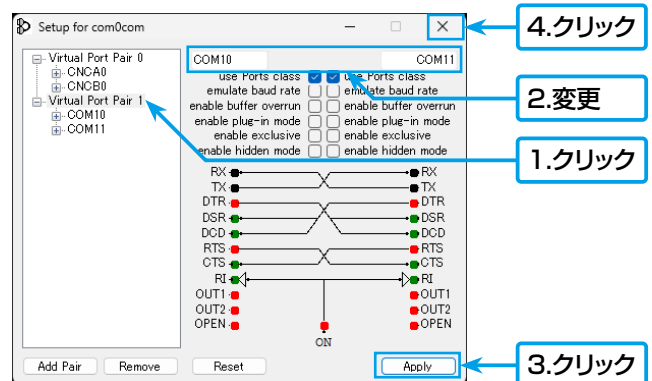 Setup for com0com
4.クリック
Virtual Port Pair 0
CNCA0
CNCB0
Virtual Port Pair 1
COM10
COM11
COM10 COM11
use Ports class use Ports class
emulate baud rate emulate baud rate
enable buffer overrun enable buffer overrun
enable plug-in mode enable plug-in mode
enable exclusive enable exclusive
enable hidden mode enable hidden mode
2.変更
1.クリック
RX RX
TX TX
DTR DTR
DSR DSR
DCD DCD
RTS RTS
CTS CTS
RI RI
OUT1 OUT1
OUT2 OUT2
OPEN OPEN
ON
Add Pair Remove Reset Apply
3.クリック